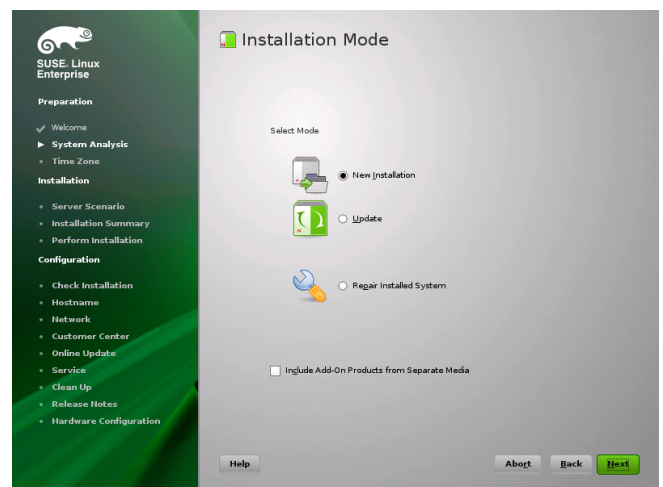 SUSE. Linux
Enterprise
Preparation
Welcome
System Analysis
Time Zone
Installation
Server Scenario
Installation Summary
Perform Installation
Configuration
Check Installation
Hostname
Network
Customer Center
Online Update
Service
Clean Up
Release Notes
Hardware Configuration
Installation Mode
Select Mode
New Installation
Update
Repair Installed System
Include Add-On Products from Separate Media
Help
Abort
Back
Next